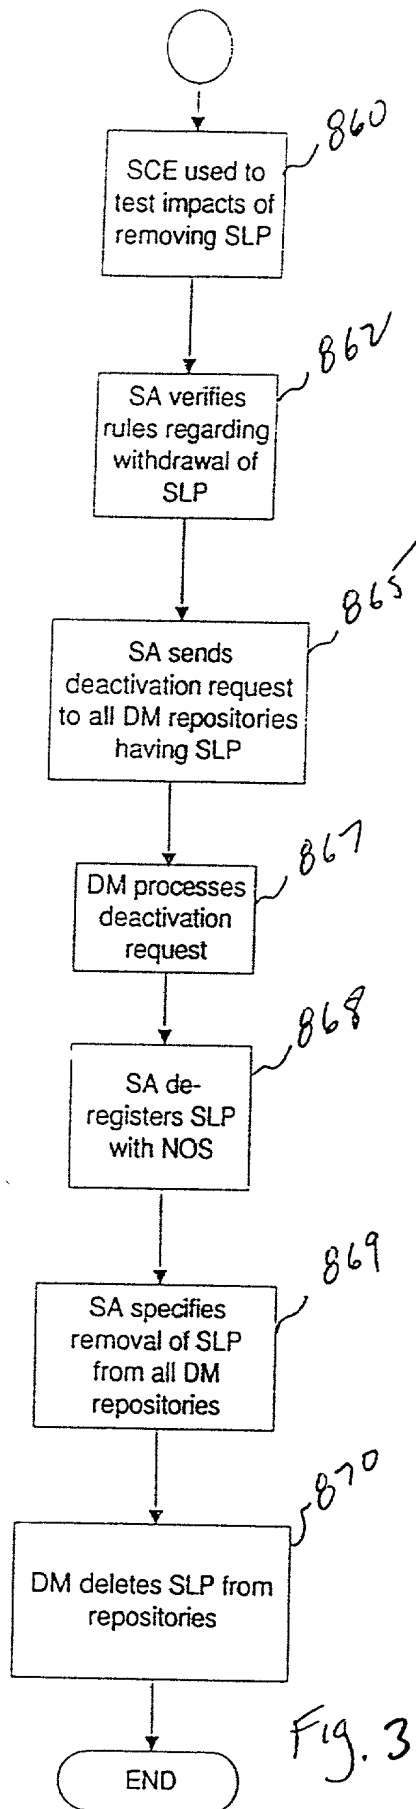 860
SCE used to
test impacts of
removing SLP
862
SA verifies
rules regarding
withdrawal of
SLP
865
SA sends
deactivation request
to all DM repositories
having SLP
867
DM processes
deactivation
request
868
SA de-
registers SLP
with NOS
869
SA specifies
removal of SLP
from all DM
repositories
870
DM deletes SLP from
repositories
END
Fig. 3